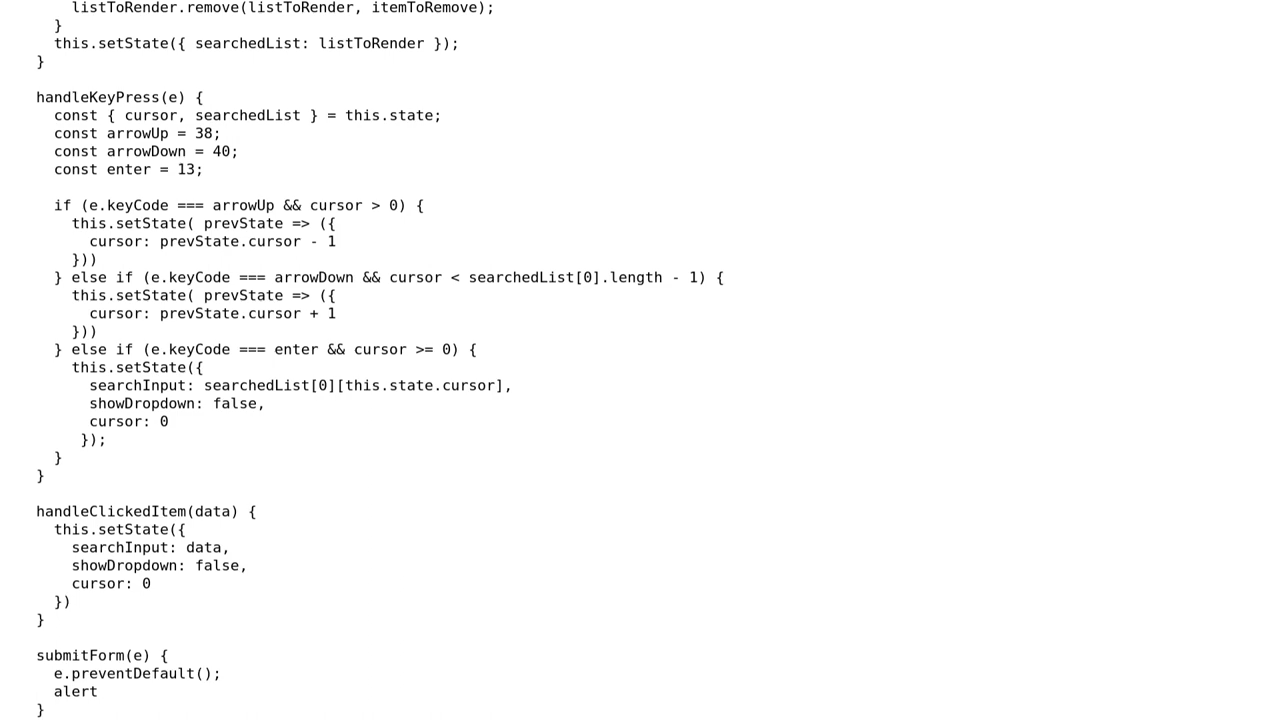 listToRender.remove(listToRender, itemToRemove);
}
this.setState({ searchedList: listToRender });
}
handleKeyPress(e) {
const { cursor, searchedList } = this.state;
const arrowUp = 38;
const arrowDown = 40;
const enter = 13;
if (e.keyCode === arrowUp && cursor > 0) {
this.setState( prevState => ({
cursor: prevState.cursor - 1
}))
} else if (e.keyCode === arrowDown && cursor < searchedList[0].length - 1) {
this.setState( prevState => ({
cursor: prevState.cursor + 1
}))
} else if (e.keyCode === enter && cursor >= 0) {
this.setState({
searchInput: searchedList[0][this.state.cursor],
showDropdown: false,
cursor: 0
});
}
}
handleClickedItem(data) {
this.setState({
searchInput: data,
showDropdown: false,
cursor: 0
})
}
submitForm(e) {
e.preventDefault();
alert
}